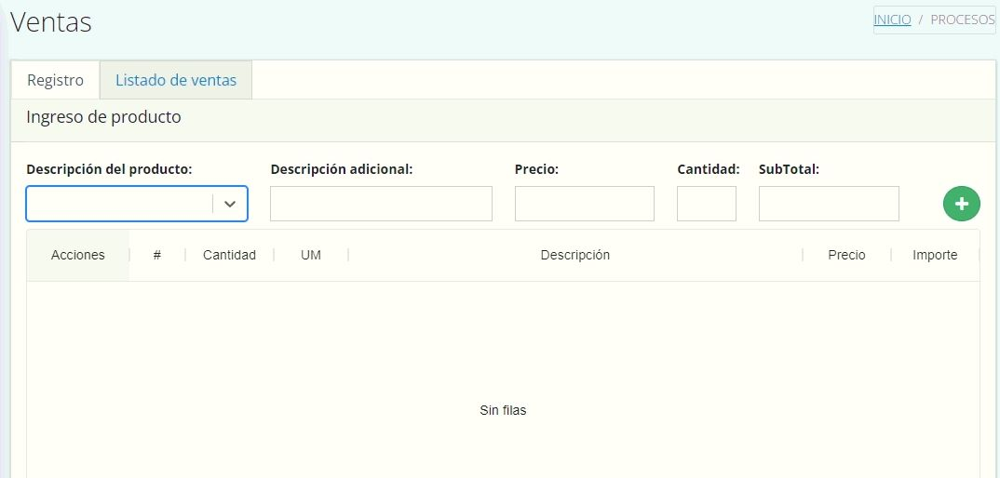 Ventas
INICIO / PROCESOS
Registro
Listado de ventas
Ingreso de producto
Descripción del producto:
Descripción adicional:
Precio:
Cantidad:
SubTotal:
Acciones
#
Cantidad
UM
Descripción
Precio
Importe
Sin filas